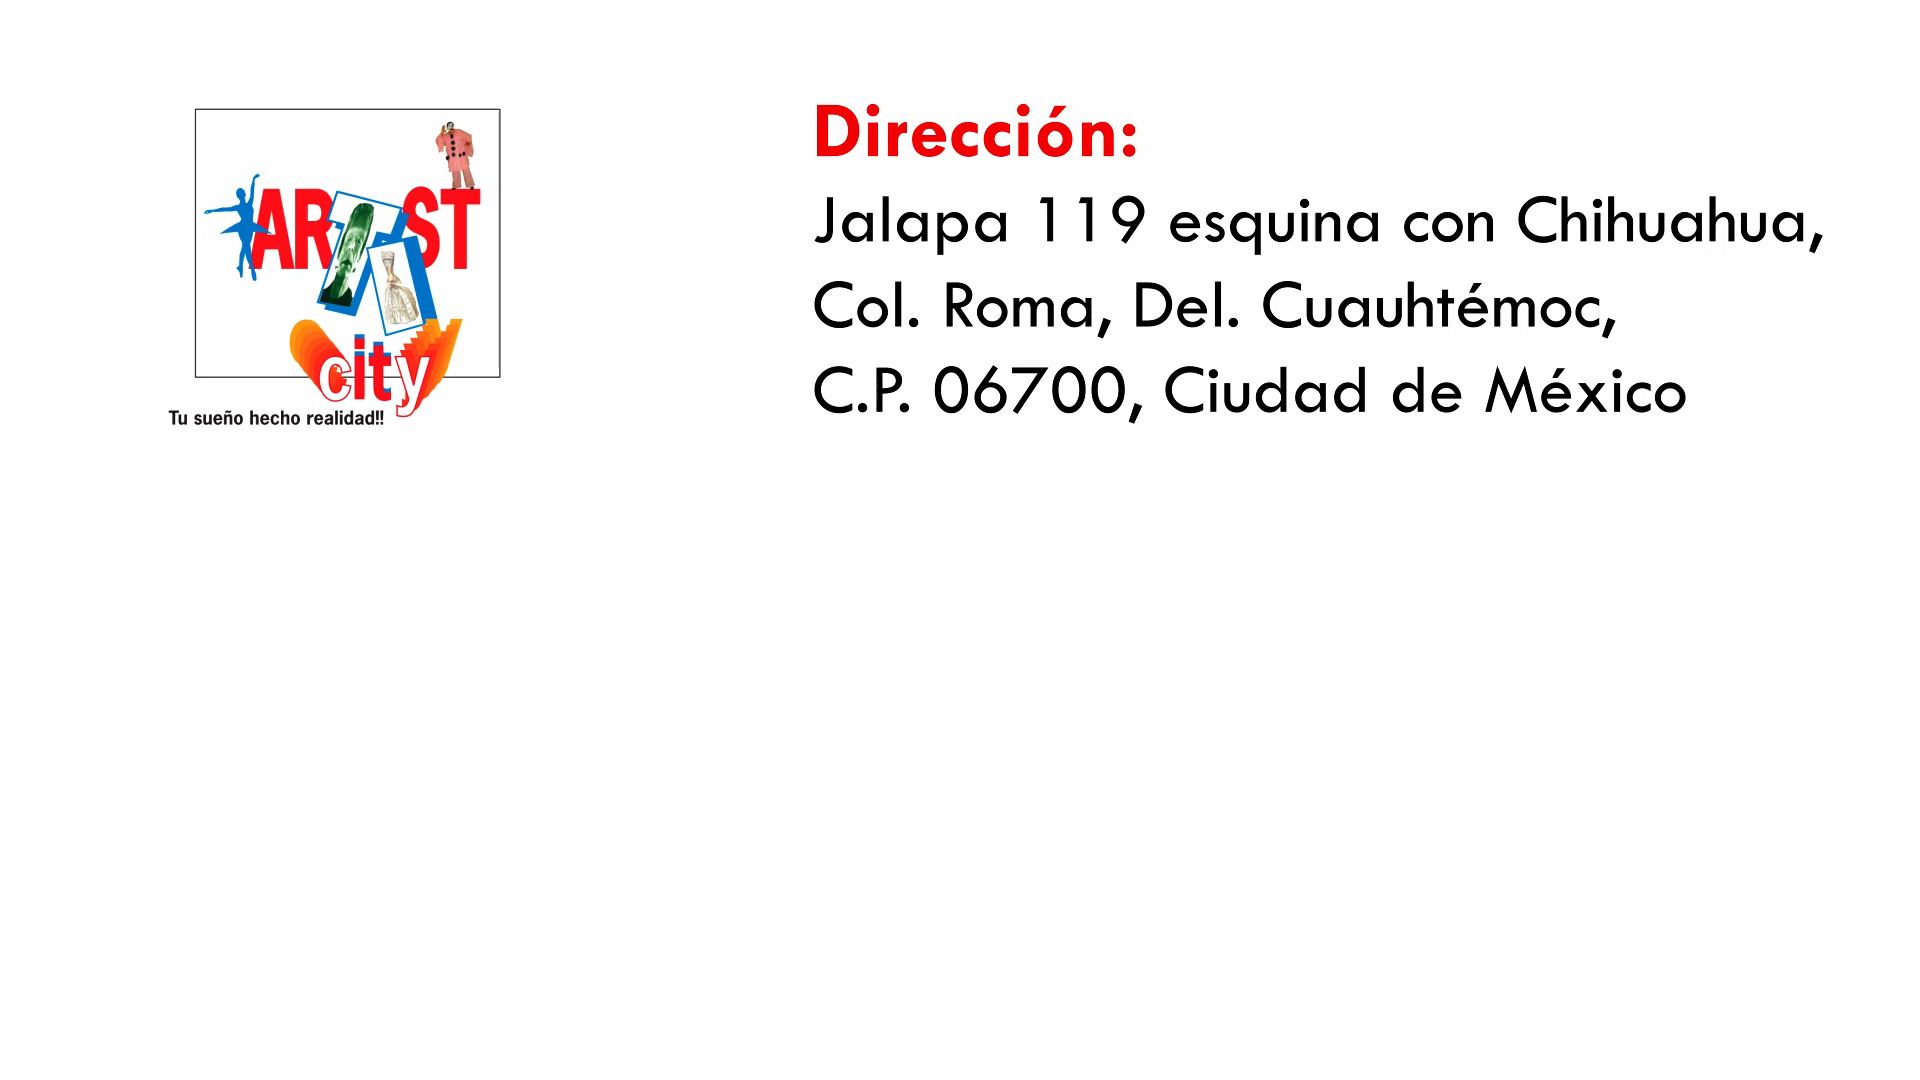 ARTIST
city
Tu sueño hecho realidad!!
Dirección:
Jalapa 119 esquina con Chihuahua,
Col. Roma, Del. Cuauhtémoc,
C.P. 06700, Ciudad de México